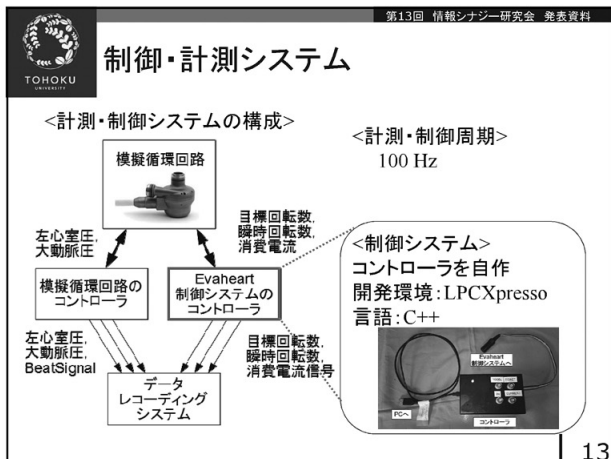 第13回 情報シナジー研究会 発表資料
TOHOKU
UNIVERSITY
制御・計測システム
<計測・制御システムの構成>
模擬循環回路
左心室圧,
大動脈圧
目標回転数,
瞬時回転数,
消費電流
模擬循環回路の
コントローラ
Evaheart
制御システムの
コントローラ
左心室圧,
大動脈圧,
BeatSignal
目標回転数,
瞬時回転数,
消費電流信号
データ
レコーディング
システム
<計測・制御周期>
100 Hz
<制御システム>
コントローラを自作
開発環境:LPCXpresso
言語:C++
Evaheart
制御システムへ
PCへ
コントローラ
13